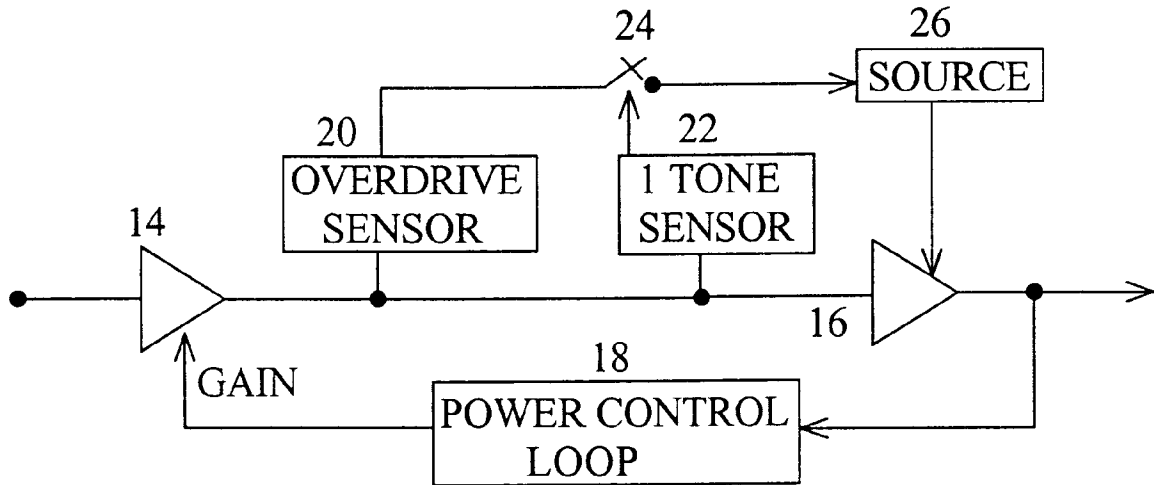 24
26
SOURCE
20
22
OVERDRIVE
SENSOR
1 TONE
SENSOR
14
16
GAIN
18
POWER CONTROL
LOOP